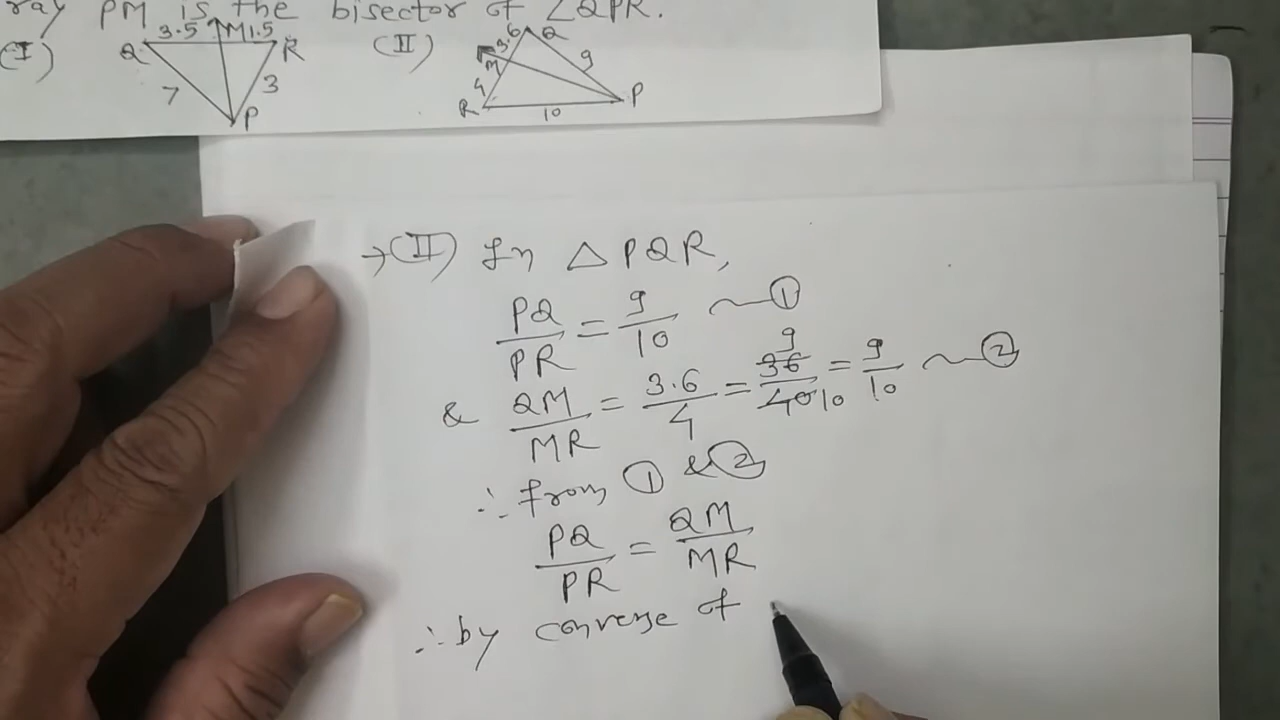 ray PM is the bisector of ∠QPR.
(I) Q 3.5 M 1.5 R 7 3 P
(II) Q 3.6 M 4 R 9 10 P
→(II) In △PQR,
PQ/PR = 9/10 ~ ①
& QM/MR = 3.6/4 = 36/40 9/10 = 9/10 ~ ②
∴ from ① & ②
PQ/PR = QM/MR
∴ by converse of